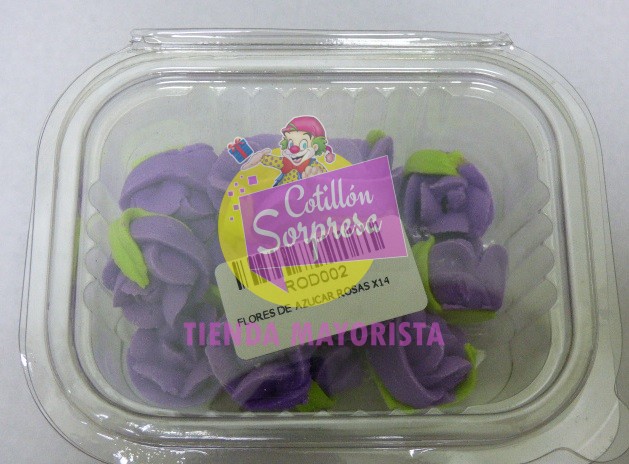 Cotillón
Sorpresa
ROD002
FLORES DE AZUCAR ROSAS X14
TIENDA MAYORISTA